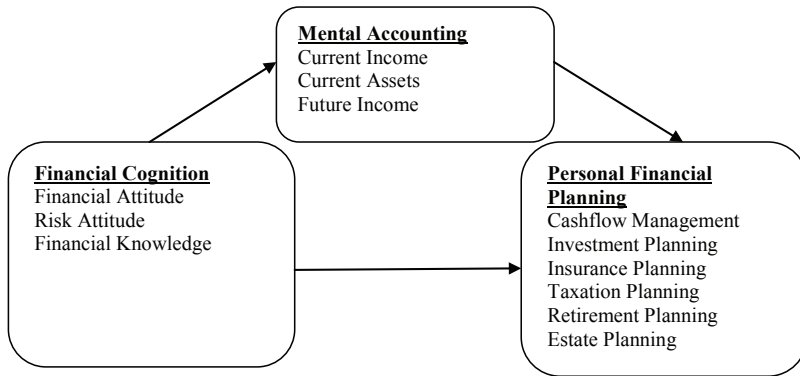 Mental Accounting
Current Income
Current Assets
Future Income
Financial Cognition
Financial Attitude
Risk Attitude
Financial Knowledge
Personal Financial
Planning
Cashflow Management
Investment Planning
Insurance Planning
Taxation Planning
Retirement Planning
Estate Planning